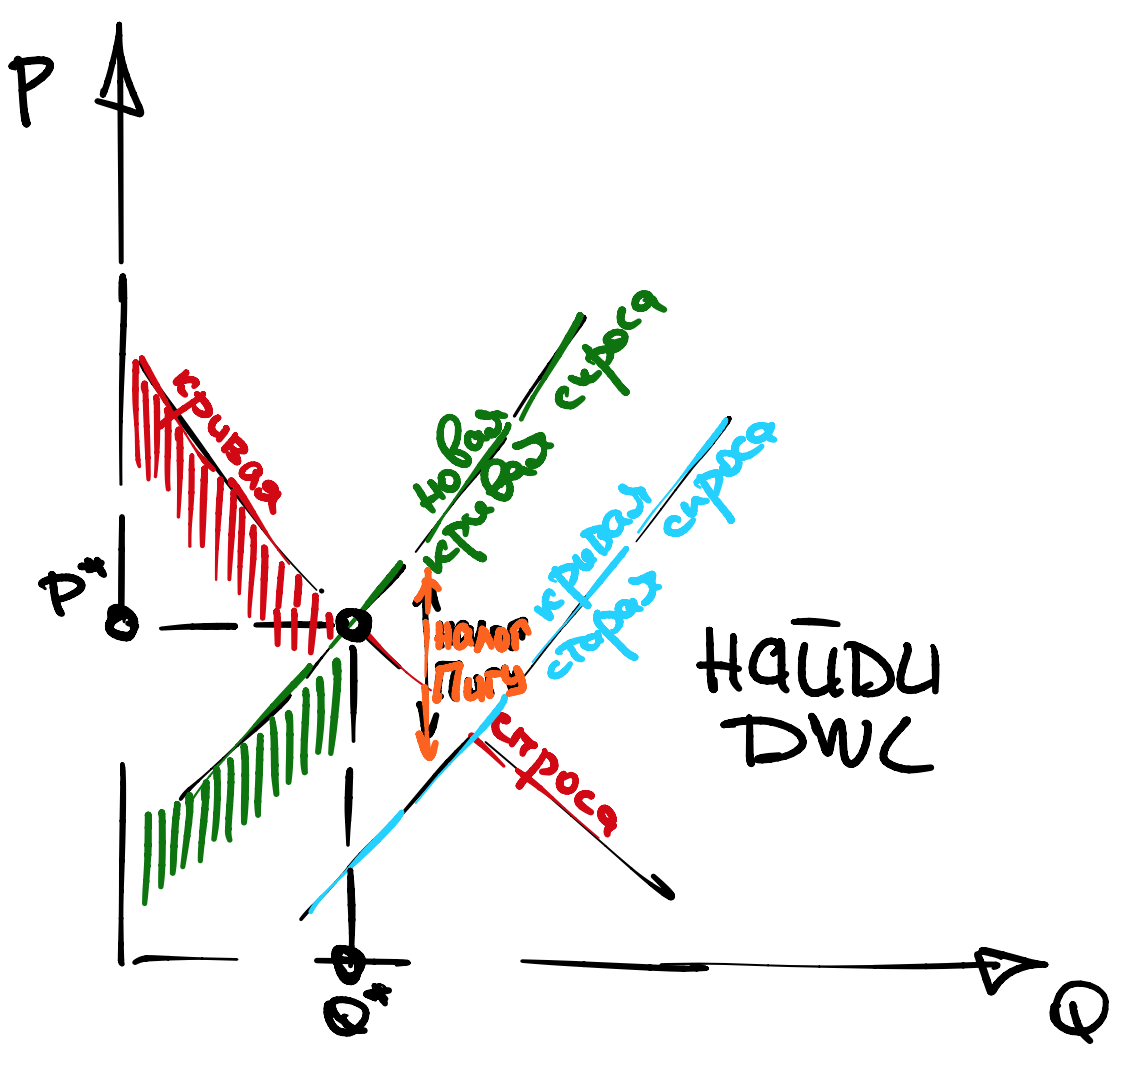 P
кривая
новая
кривая
спроса
кривая
старая
спроса
P*
налог
Пигу
найди
DWL
спроса
Q*
Q